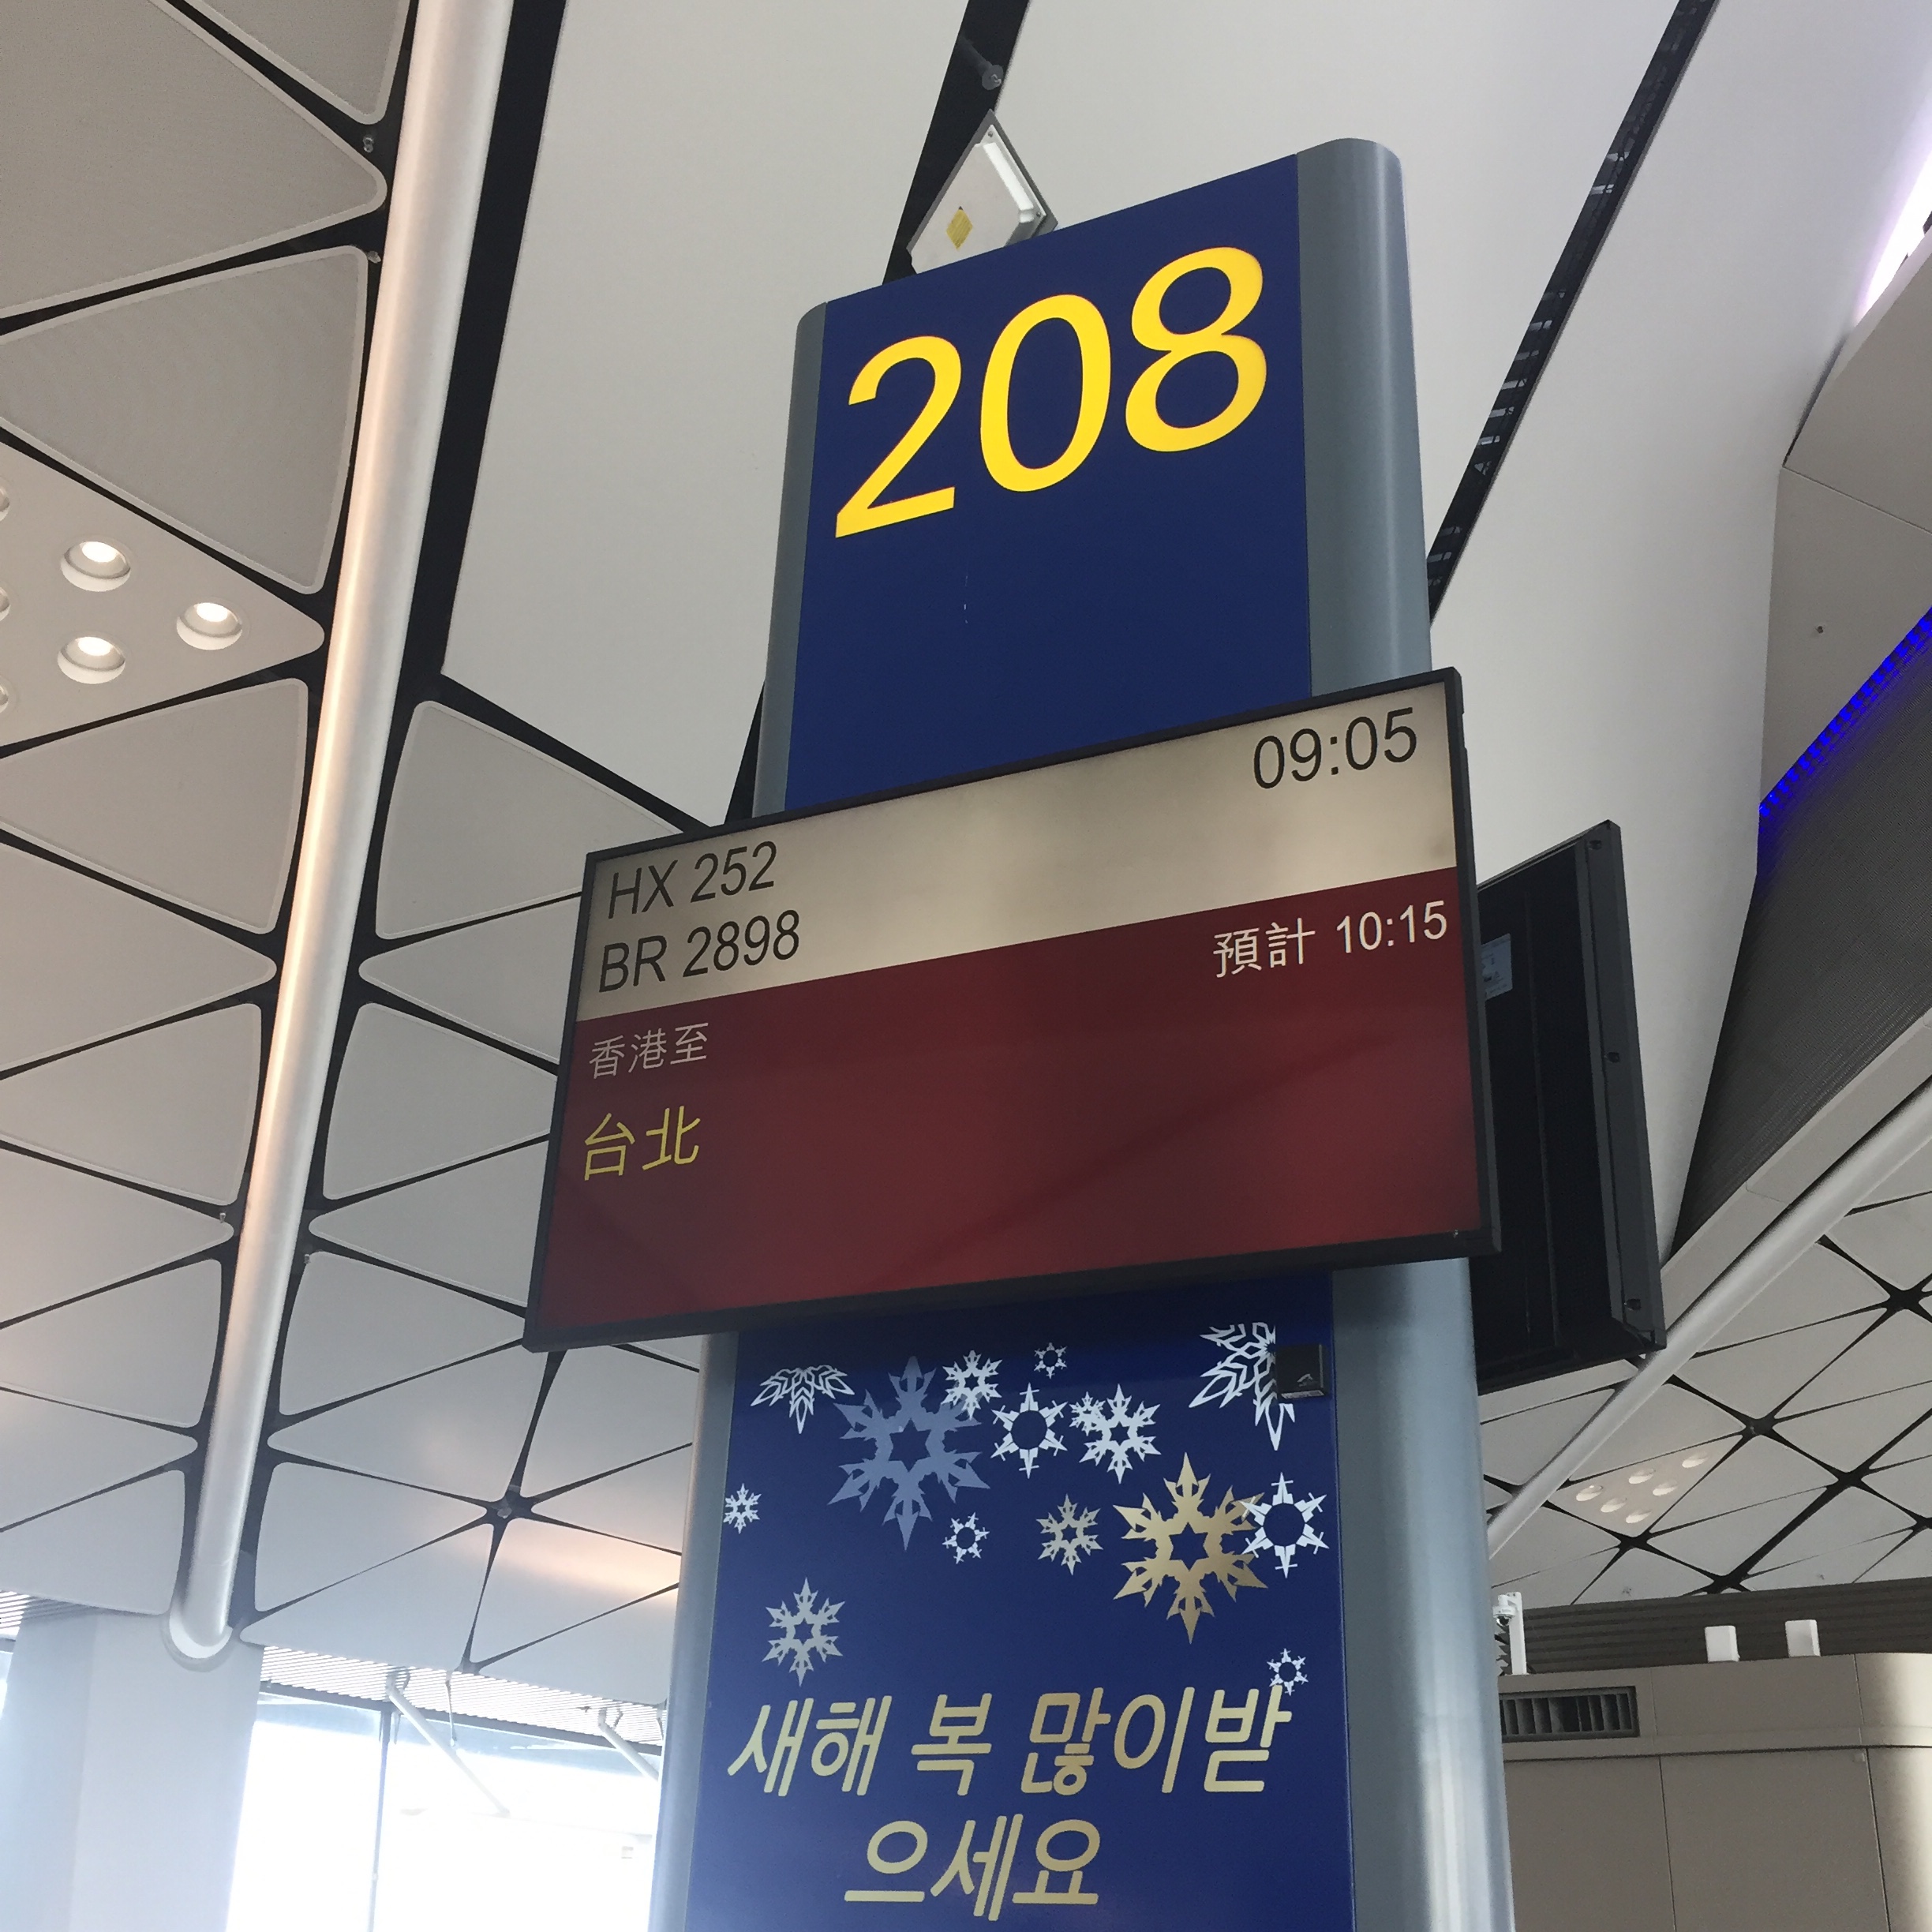 208
09:05
HX 252
BR 2898
預計 10:15
香港至
台北
새해 복 많이받
으세요